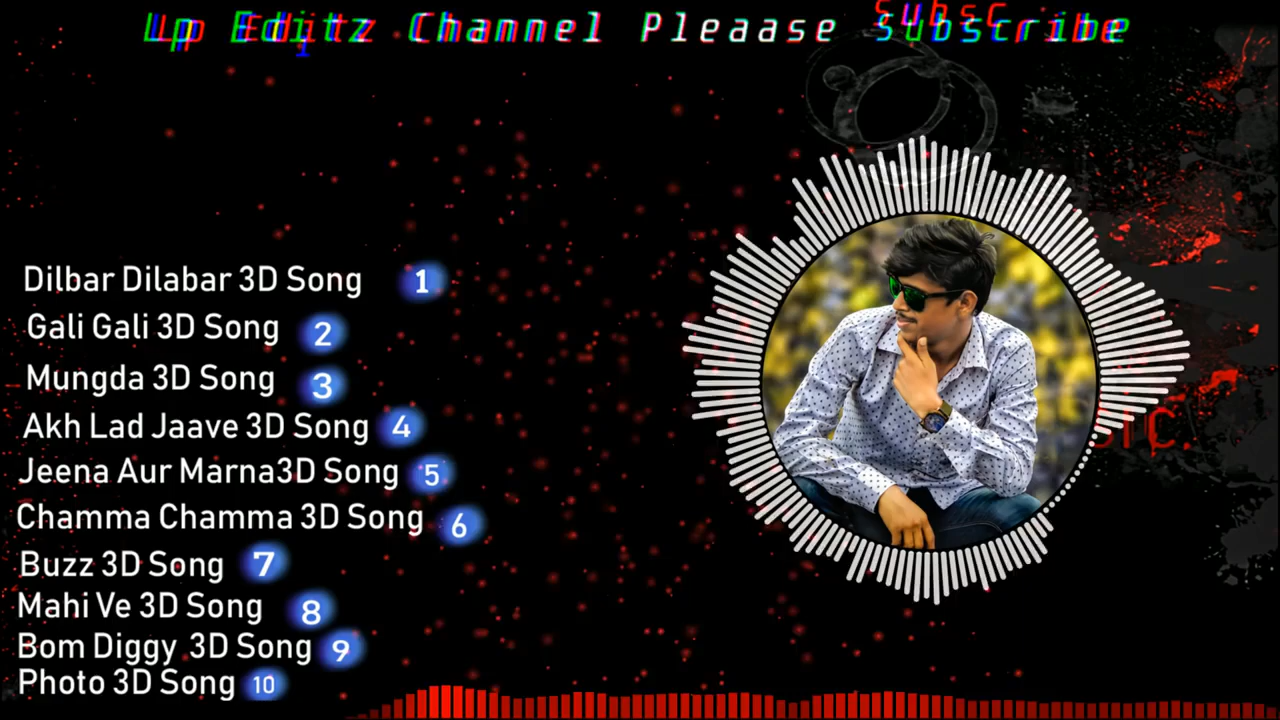 Up Editz Channel Pleaase Subscribe
Subsc
Dilbar Dilabar 3D Song 1
Gali Gali 3D Song 2
Mungda 3D Song 3
Akh Lad Jaave 3D Song 4
Jeena Aur Marna3D Song 5
Chamma Chamma 3D Song 6
Buzz 3D Song 7
Mahi Ve 3D Song 8
Bom Diggy 3D Song 9
Photo 3D Song 10